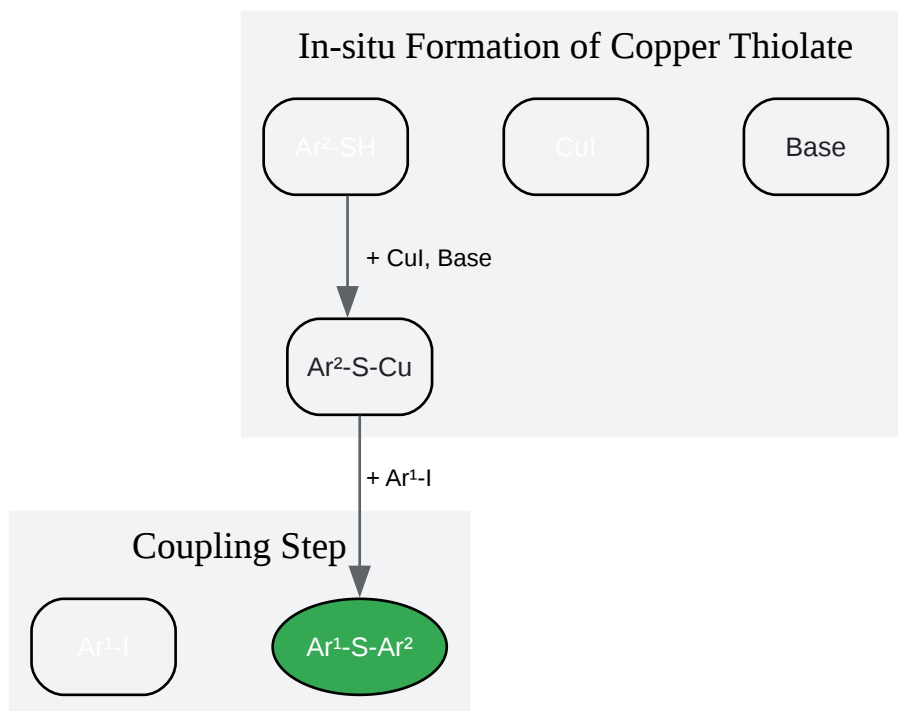 In-situ Formation of Copper Thiolate
Ar²-SH
CuI
Base
+ CuI, Base
Ar²-S-Cu
+ Ar¹-I
Coupling Step
Ar¹-I
Ar¹-S-Ar²